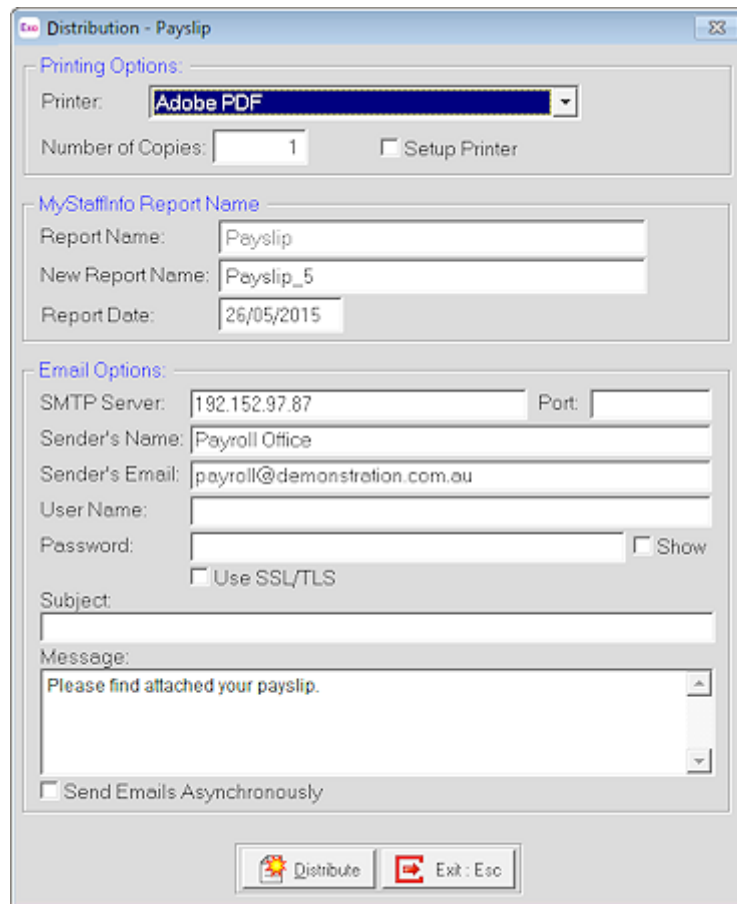 Exo Distribution - Payslip
Printing Options:
Printer: Adobe PDF
Number of Copies: 1 Setup Printer
MyStaffInfo Report Name
Report Name: Payslip
New Report Name: Payslip_5
Report Date: 26/05/2015
Email Options:
SMTP Server: 192.152.97.87 Port:
Sender's Name: Payroll Office
Sender's Email: payroll@demonstration.com.au
User Name:
Password: Show
Use SSL/TLS
Subject:
Message:
Please find attached your payslip.
Send Emails Asynchronously
Distribute Exit : Esc